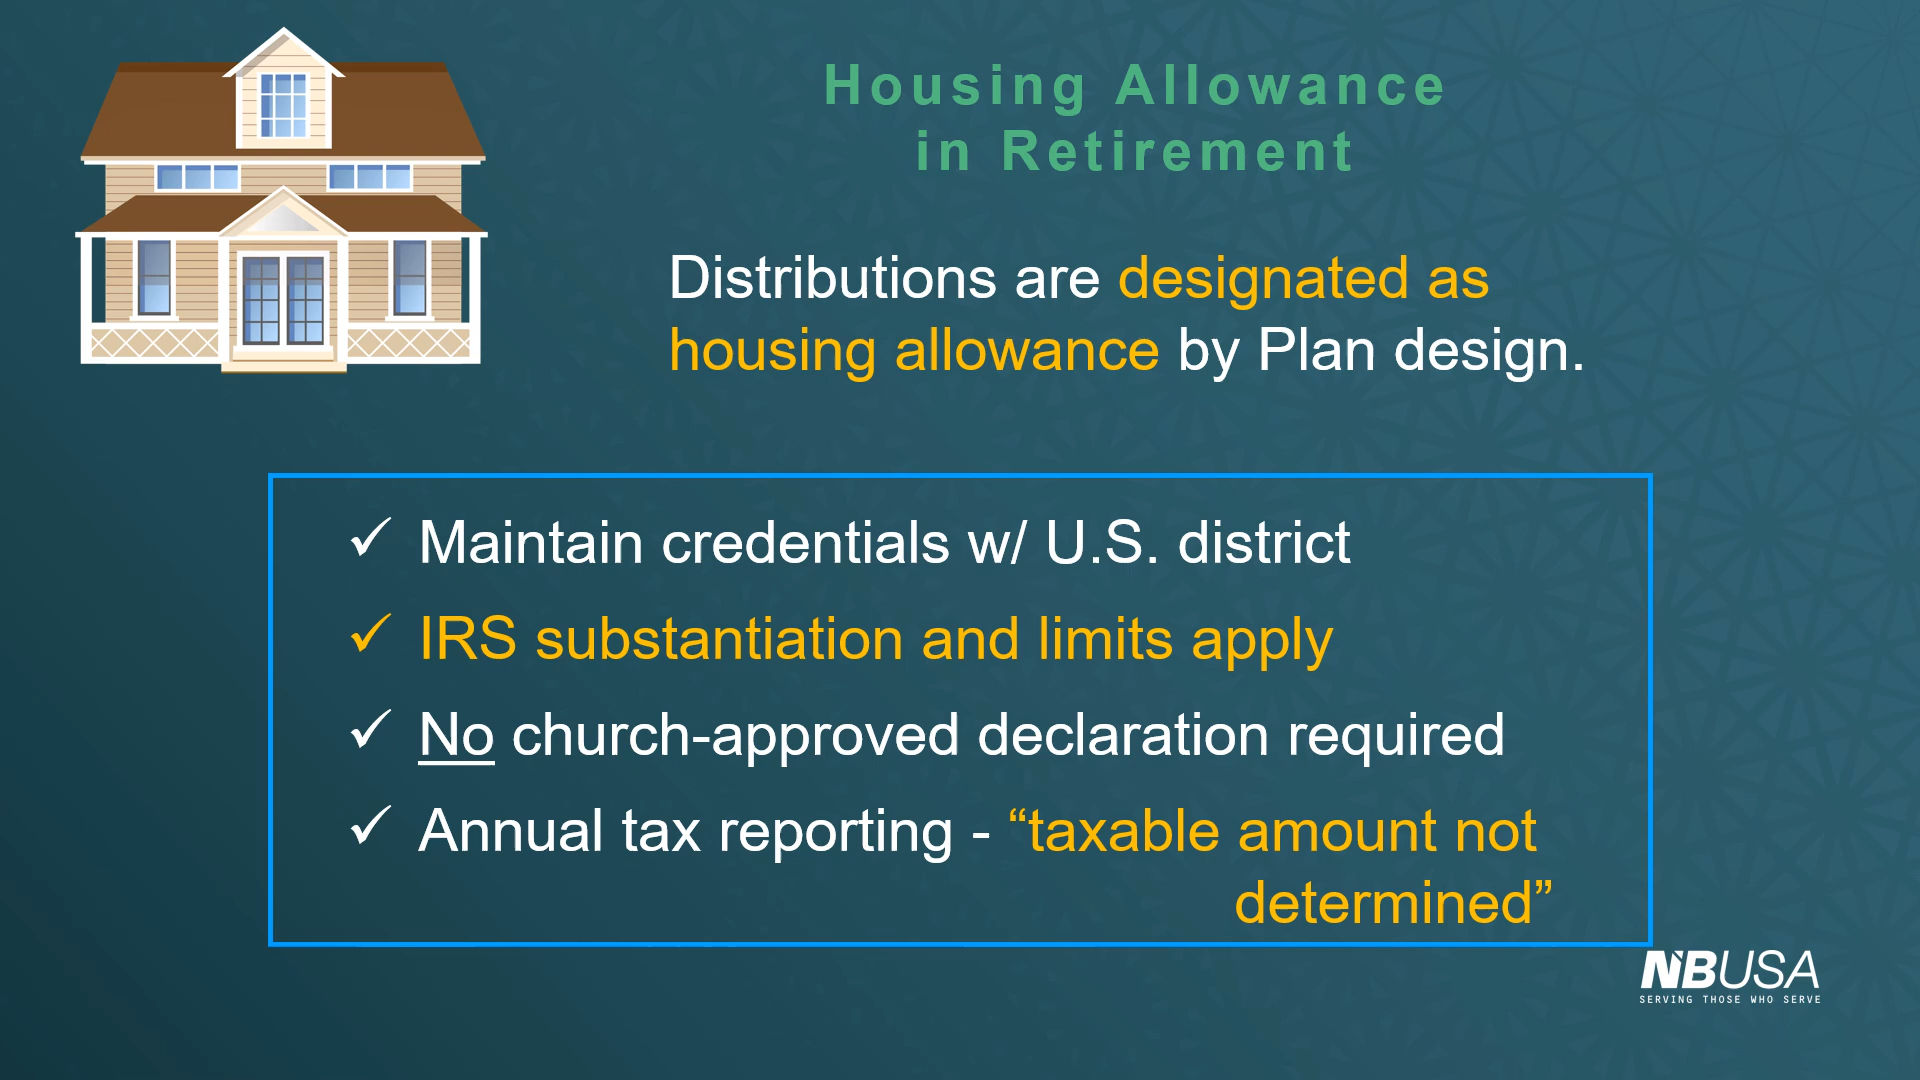 Housing Allowance
in Retirement
Distributions are designated as
housing allowance by Plan design.
✓ Maintain credentials w/ U.S. district
✓ IRS substantiation and limits apply
✓ No church-approved declaration required
✓ Annual tax reporting - “taxable amount not
determined”
NBUSA
SERVING THOSE WHO SERVE